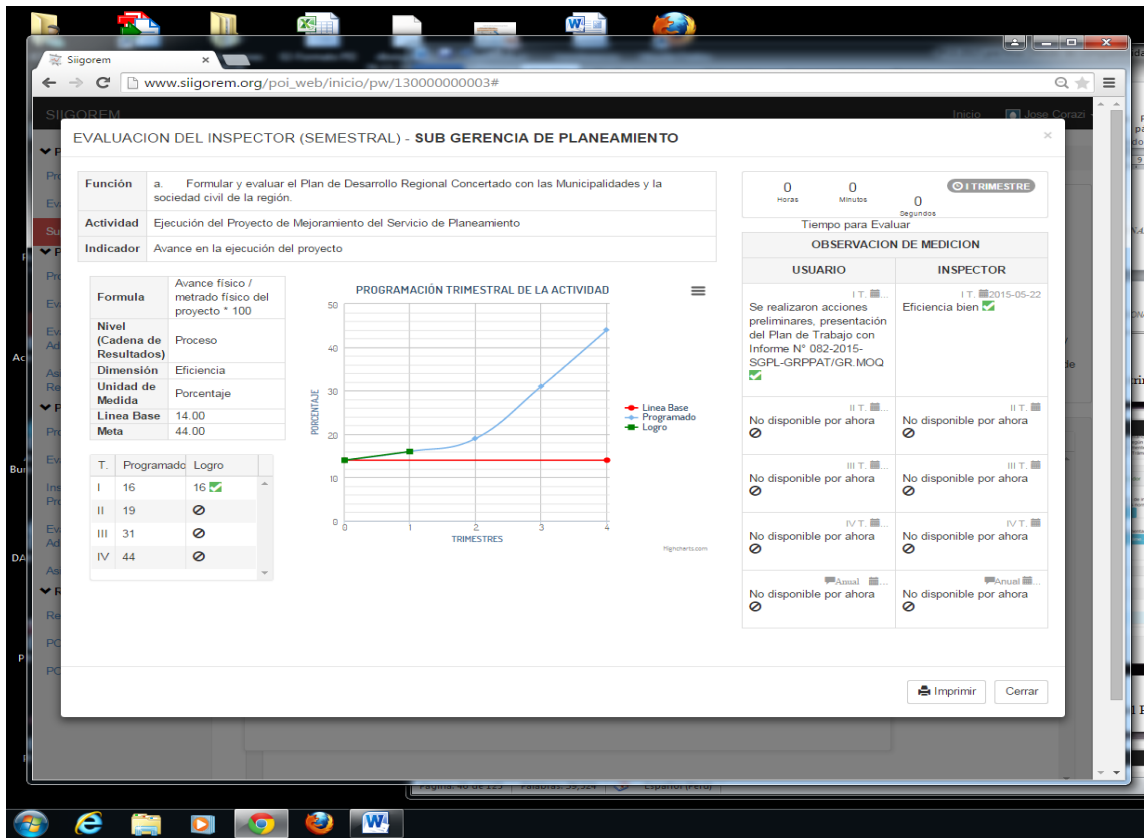 Siigorem
www.siigorem.org/poi_web/inicio/pw/130000000003#
SIIGOREM
Inicio
Jose Corazi
EVALUACION DEL INSPECTOR (SEMESTRAL) - SUB GERENCIA DE PLANEAMIENTO
Función
a. Formular y evaluar el Plan de Desarrollo Regional Concertado con las Municipalidades y la
sociedad civil de la región.
Actividad
Ejecución del Proyecto de Mejoramiento del Servicio de Planeamiento
Indicador
Avance en la ejecución del proyecto
Formula
Avance físico /
metrado físico del
proyecto * 100
Nivel
(Cadena de
Resultados)
Proceso
Dimensión
Eficiencia
Unidad de
Medida
Porcentaje
Linea Base
14.00
Meta
44.00
T. Programado Logro
I 16 16
II 19
III 31
IV 44
PROGRAMACIÓN TRIMESTRAL DE LA ACTIVIDAD
PORCENTAJE
50
40
30
20
10
0
0 1 2 3 4
TRIMESTRES
Linea Base
Programado
Logro
Highcharts.com
0 0 0
Horas Minutos Segundos
I TRIMESTRE
Tiempo para Evaluar
OBSERVACION DE MEDICION
USUARIO INSPECTOR
I T. ...
Se realizaron acciones
preliminares, presentación
del Plan de Trabajo con
Informe N° 082-2015-
SGPL-GRPPAT/GR.MOQ
I T. 2015-05-22
Eficiencia bien
II T. ...
No disponible por ahora
II T.
No disponible por ahora
III T. ...
No disponible por ahora
III T.
No disponible por ahora
IV T. ...
No disponible por ahora
IV T.
No disponible por ahora
Anual ...
No disponible por ahora
Anual ...
No disponible por ahora
Imprimir
Cerrar